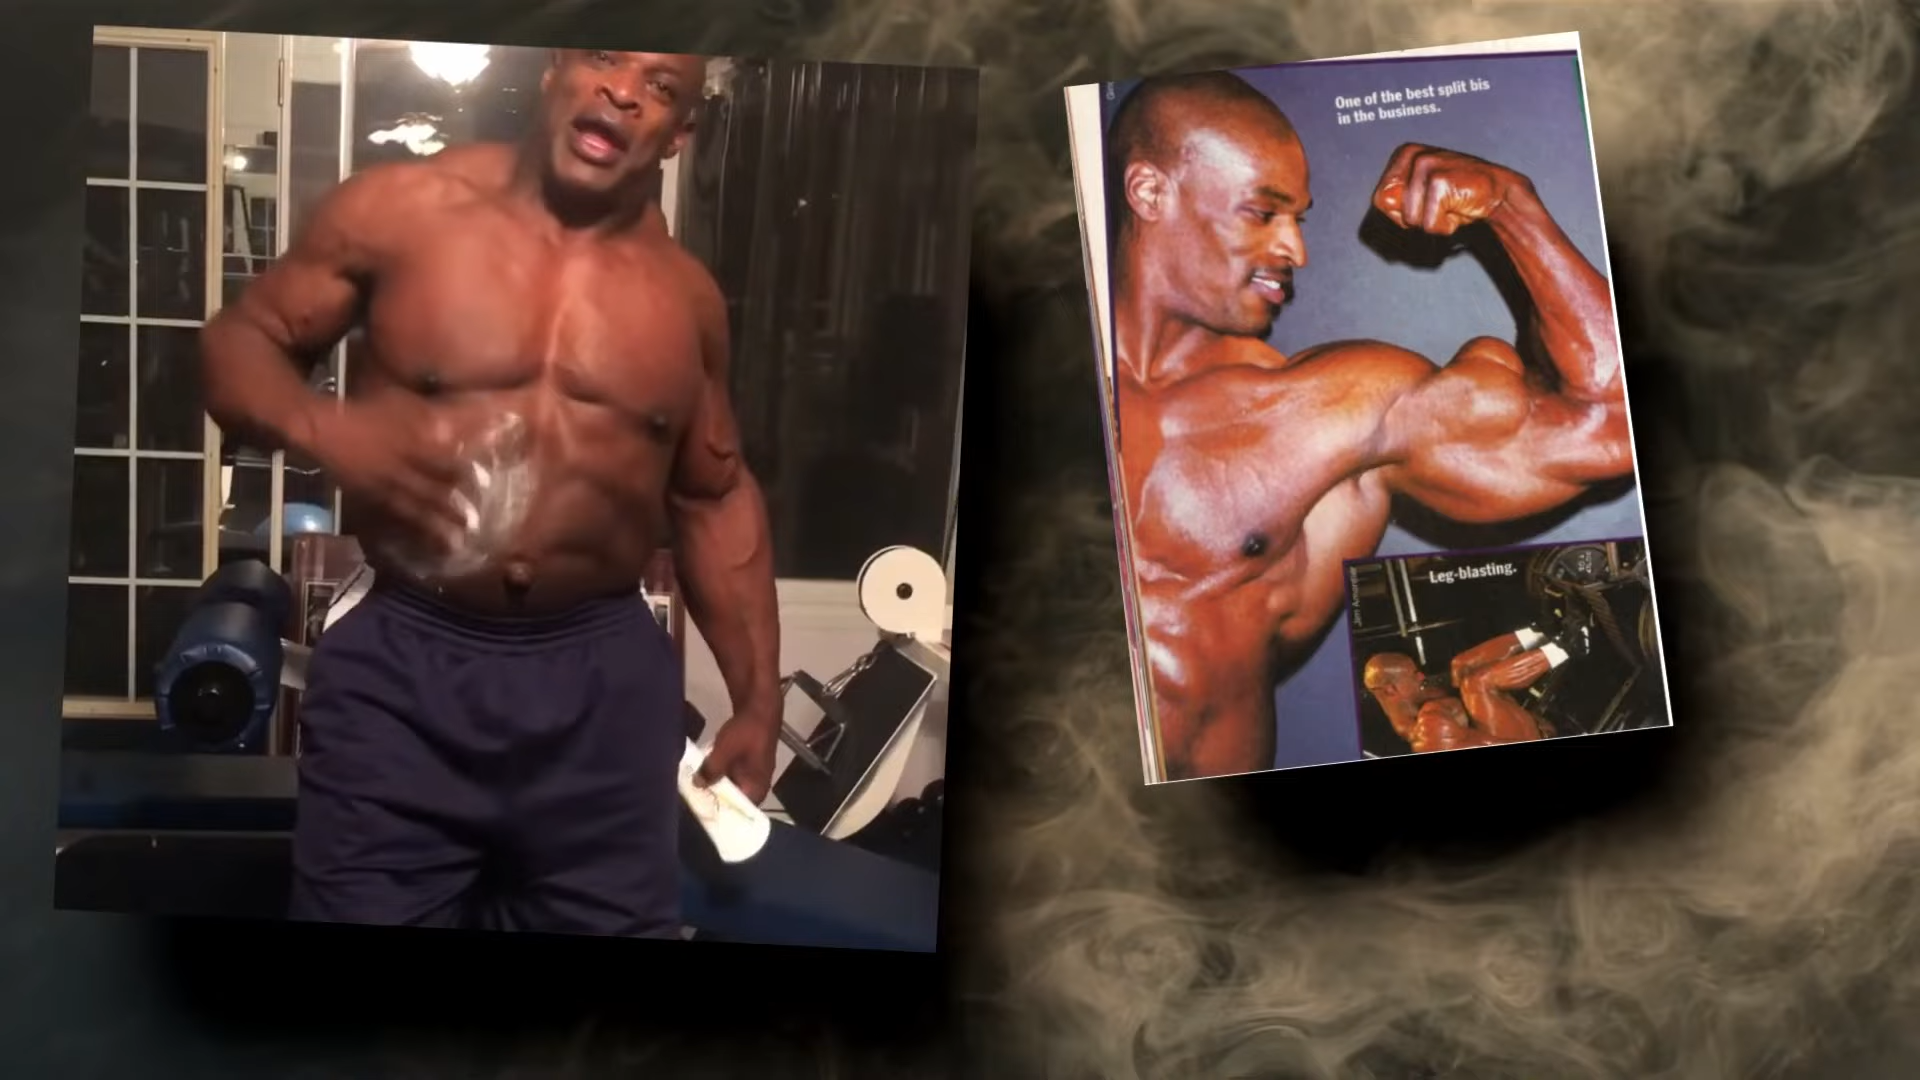 One of the best split bis
in the business.
Leg-blasting.